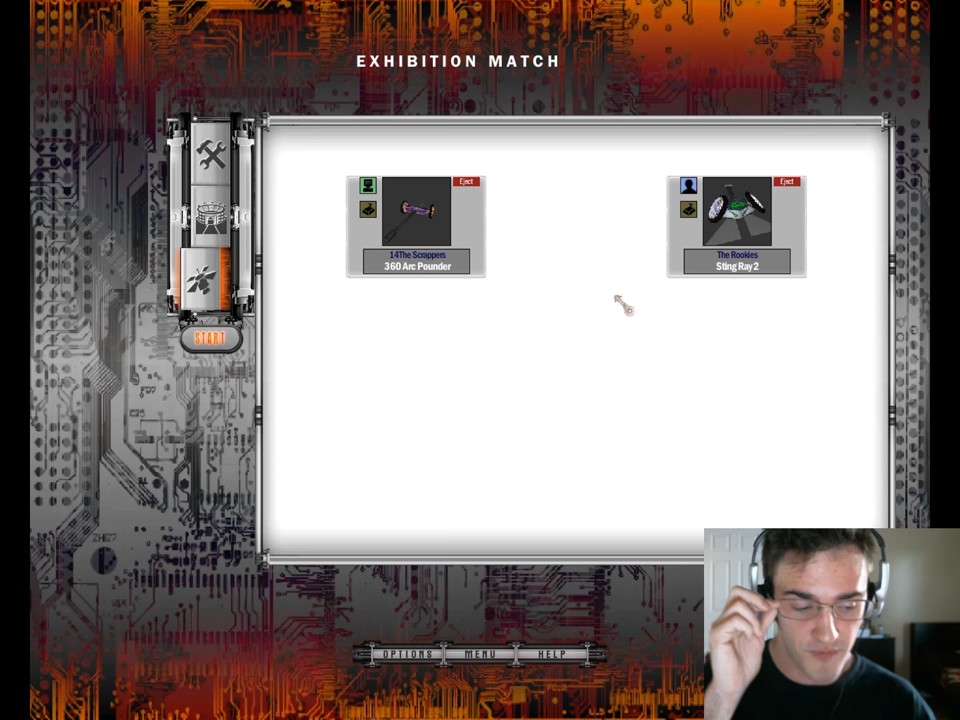 EXHIBITION MATCH
Eject
14The Scrappers
360 Arc Pounder
Eject
The Rookies
Sting Ray 2
START
OPTIONS
MENU
HELP